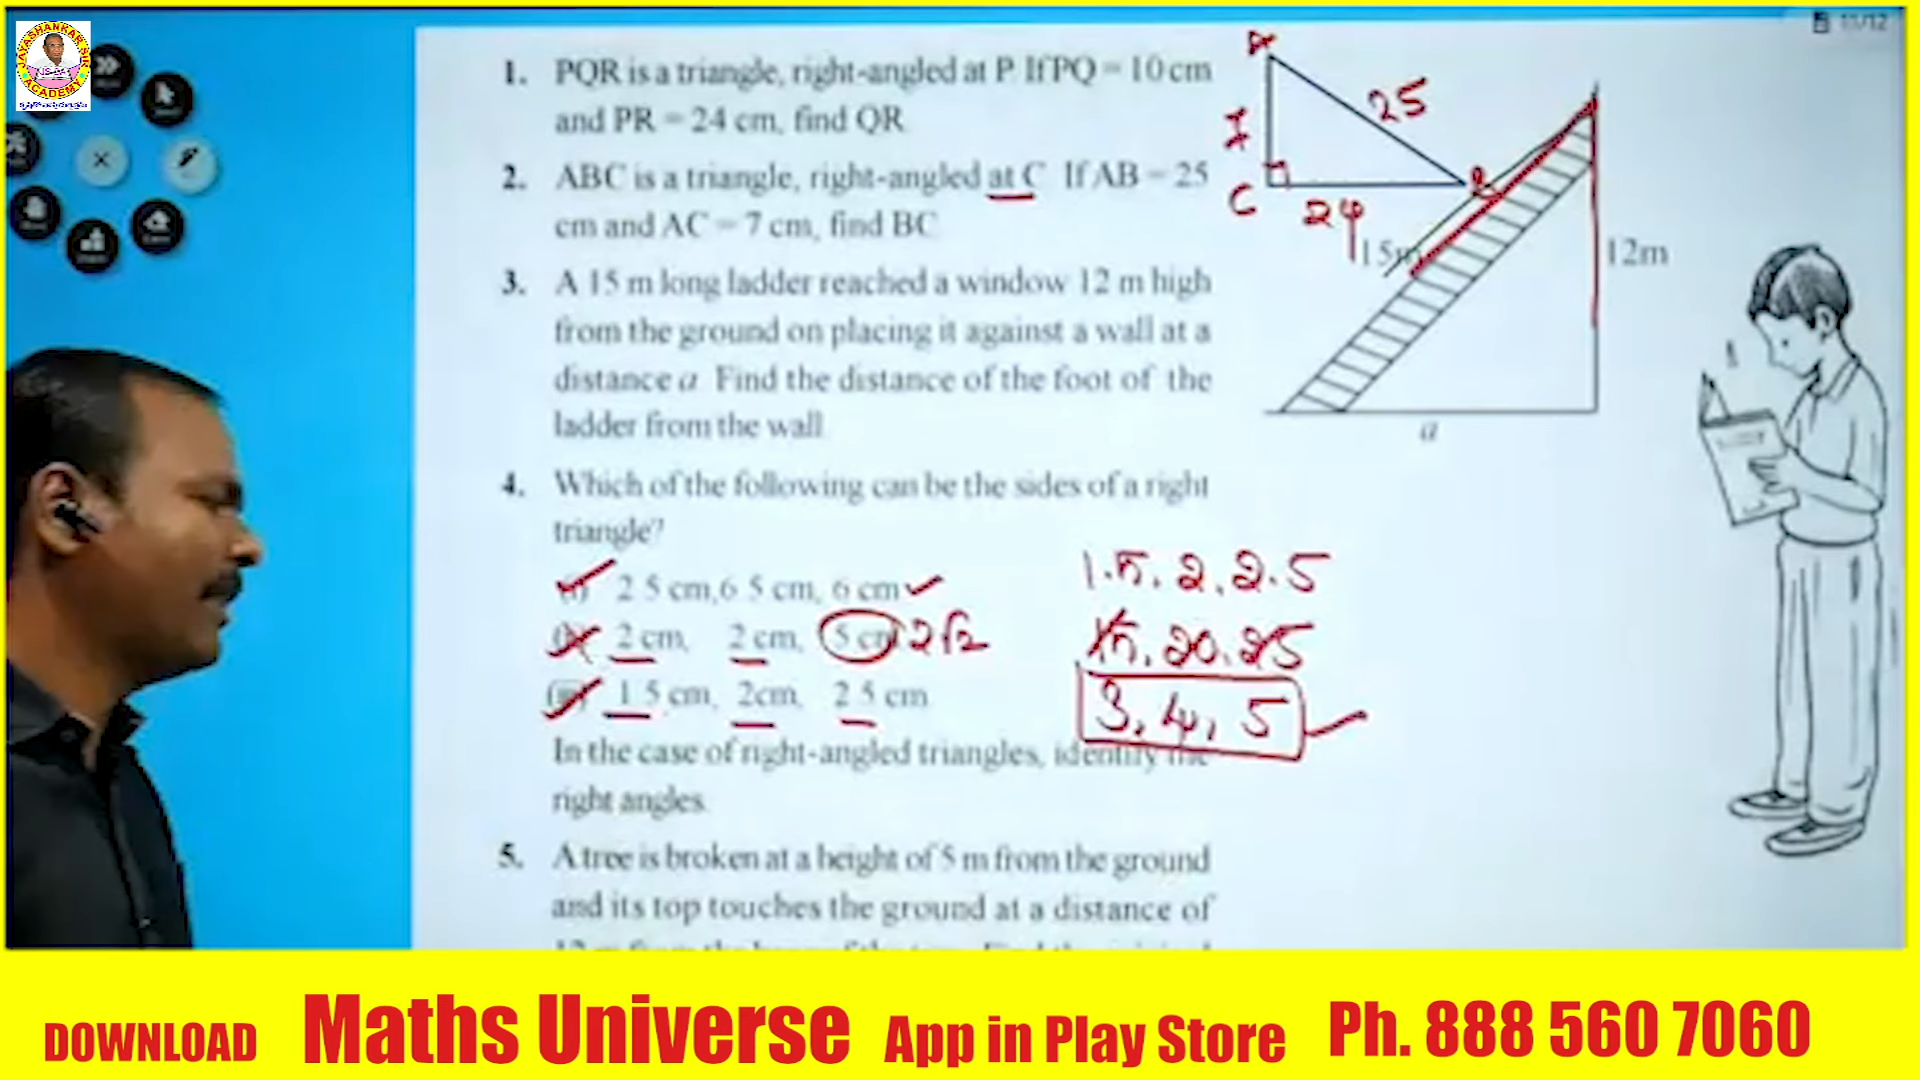 JAYASHANKAR SIR ACADEMY
11/12
1. PQR is a triangle, right-angled at P. If PQ = 10 cm
and PR = 24 cm, find QR.
2. ABC is a triangle, right-angled at C. If AB = 25
cm and AC = 7 cm, find BC.
3. A 15 m long ladder reached a window 12 m high
from the ground on placing it against a wall at a
distance a. Find the distance of the foot of the
ladder from the wall.
4. Which of the following can be the sides of a right
triangle?
(i) 2.5 cm, 6.5 cm, 6 cm
2 cm, 2 cm, 5 cm 2√2
(iii) 1.5 cm, 2cm, 2.5 cm
In the case of right-angled triangles, identify the
right angles.
5. A tree is broken at a height of 5 m from the ground
and its top touches the ground at a distance of
A
25
7
C
24
B
15m
12m
a
1.5, 2, 2.5
15, 20, 25
3, 4, 5
DOWNLOAD Maths Universe App in Play Store Ph. 888 560 7060